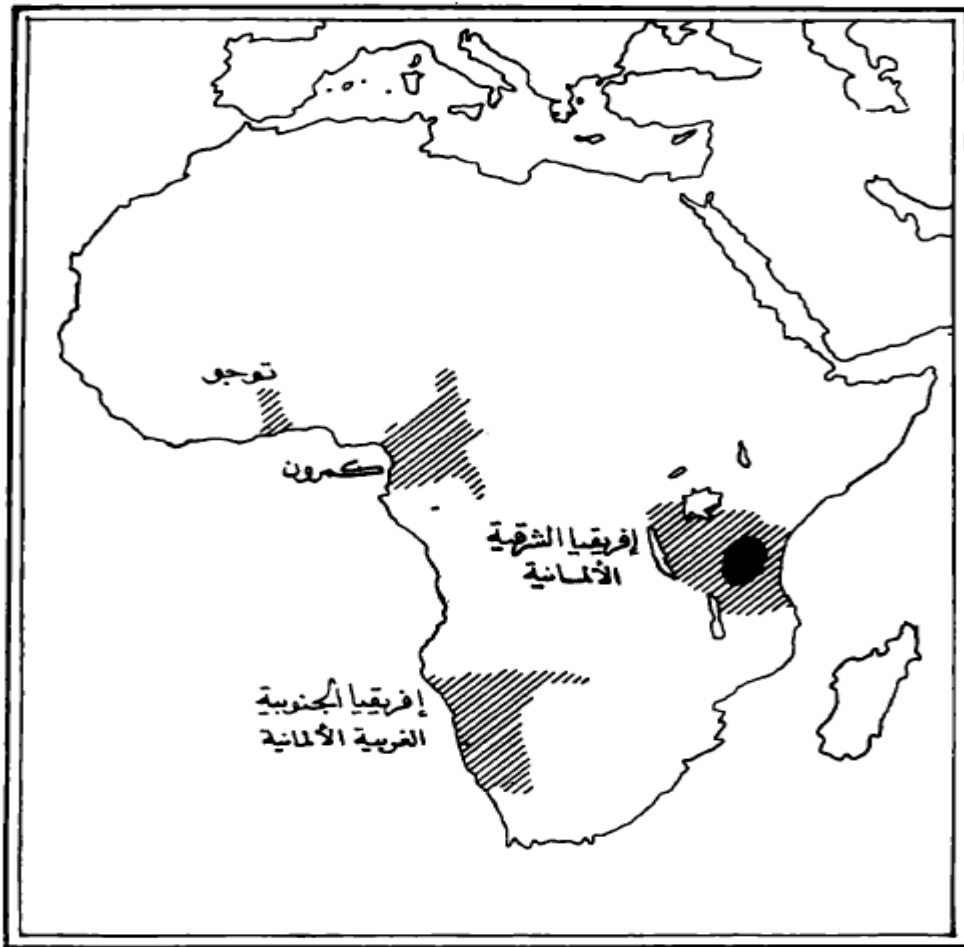 توجو
كمرون
إفريقيا الشرقية
الألمانية
إفريقيا الجنوبية
الغربية الألمانية